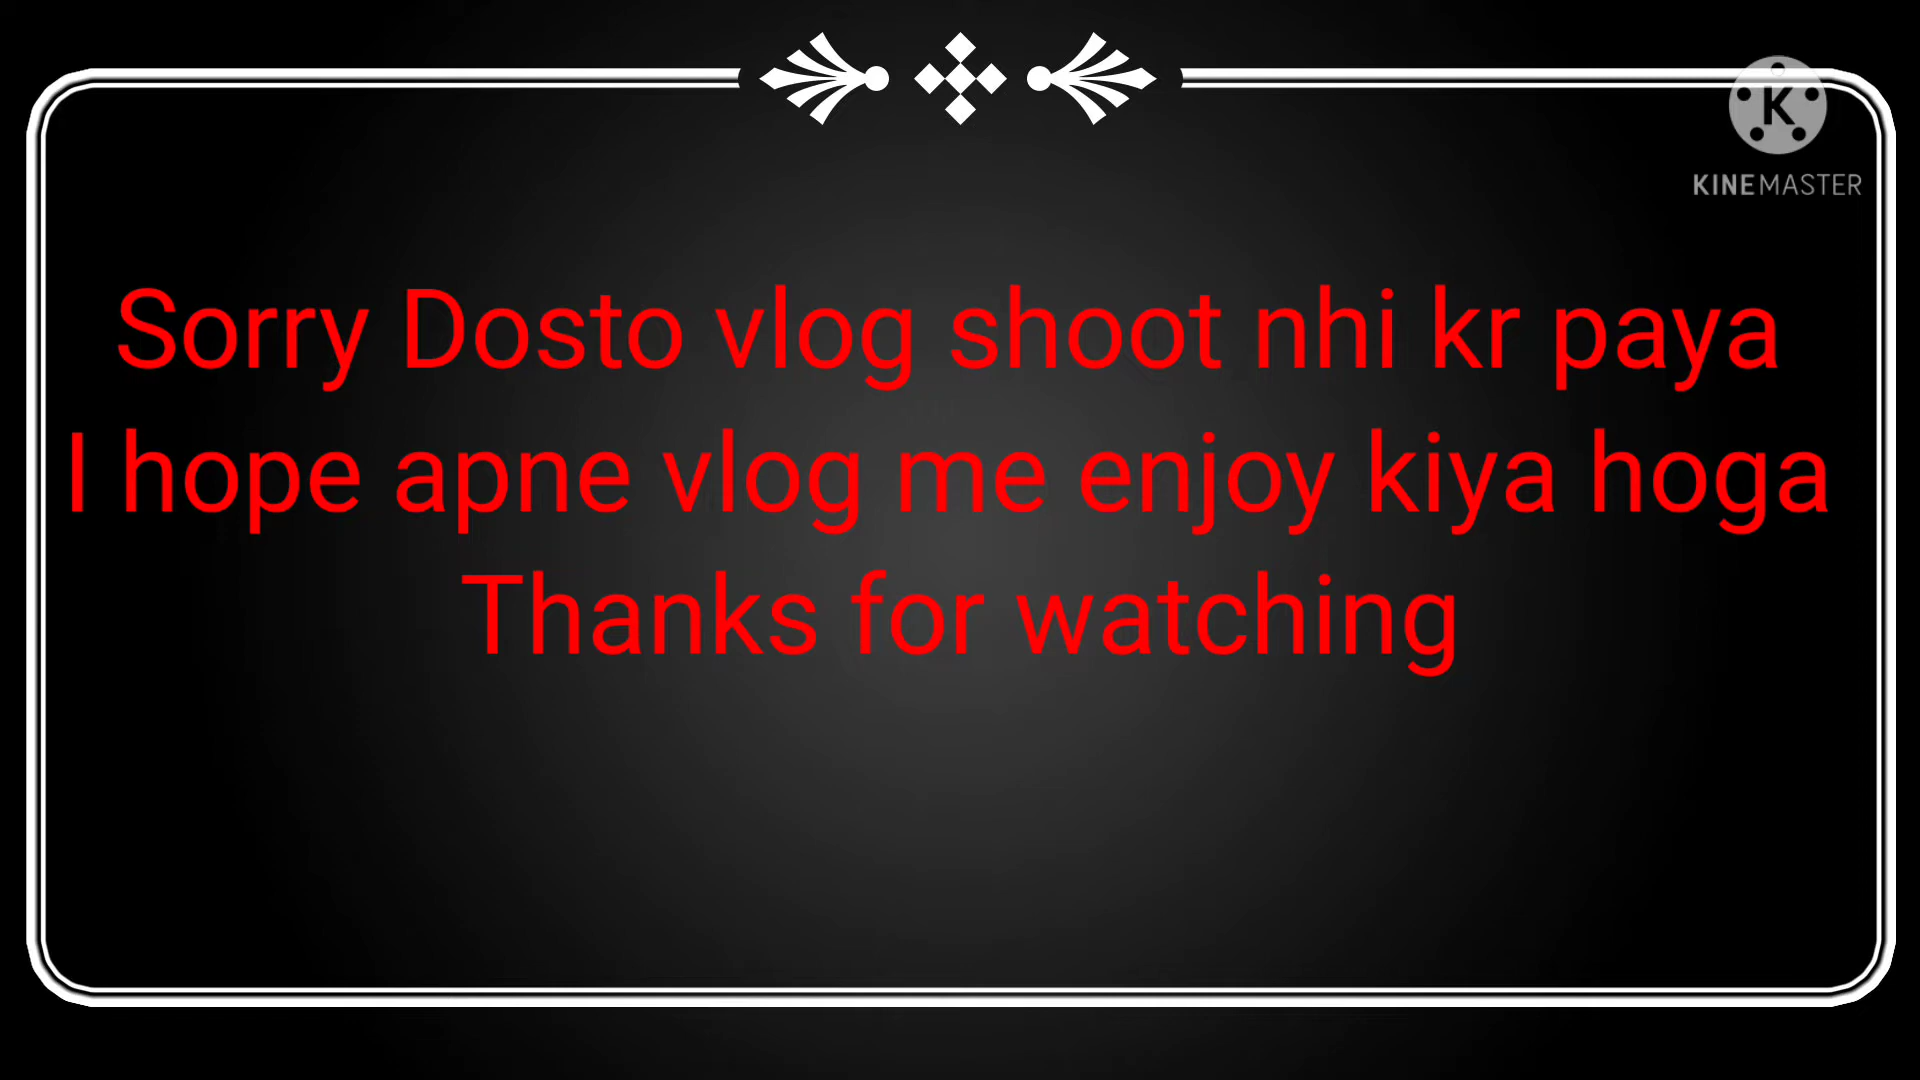 K
KINEMASTER
Sorry Dosto vlog shoot nhi kr paya
I hope apne vlog me enjoy kiya hoga
Thanks for watching